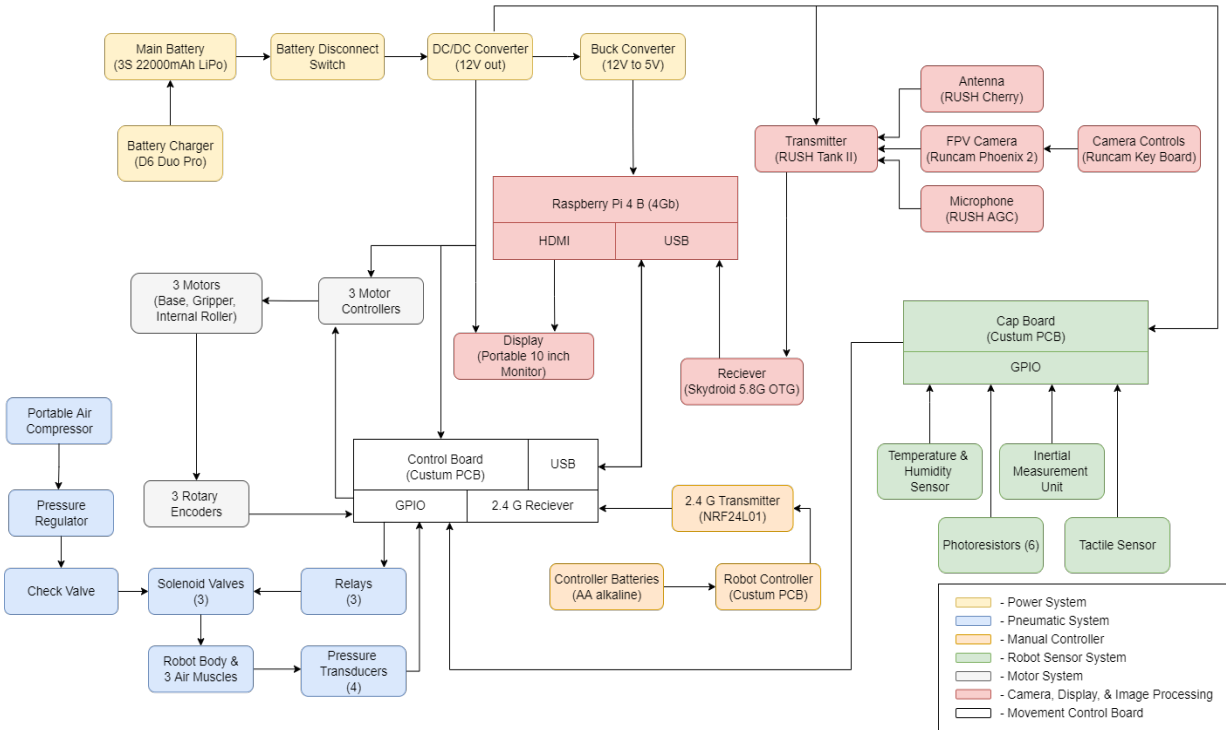 Main Battery
(3S 22000mAh LiPo)
Battery Disconnect
Switch
DC/DC Converter
(12V out)
Buck Converter
(12V to 5V)
Battery Charger
(D6 Duo Pro)
Transmitter
(RUSH Tank II)
Antenna
(RUSH Cherry)
FPV Camera
(Runcam Phoenix 2)
Camera Controls
(Runcam Key Board)
Microphone
(RUSH AGC)
Raspberry Pi 4 B (4Gb)
HDMI
USB
3 Motors
(Base, Gripper,
Internal Roller)
3 Motor
Controllers
Display
(Portable 10 inch
Monitor)
Reciever
(Skydroid 5.8G OTG)
Cap Board
(Custum PCB)
GPIO
Portable Air
Compressor
Pressure
Regulator
3 Rotary
Encoders
Control Board
(Custum PCB)
USB
GPIO
2.4 G Reciever
2.4 G Transmitter
(NRF24L01)
Temperature &
Humidity
Sensor
Inertial
Measurement
Unit
Photoresistors (6)
Tactile Sensor
Check Valve
Solenoid Valves
(3)
Relays
(3)
Controller Batteries
(AA alkaline)
Robot Controller
(Custum PCB)
Robot Body &
3 Air Muscles
Pressure
Transducers
(4)
- Power System
- Pneumatic System
- Manual Controller
- Robot Sensor System
- Motor System
- Camera, Display, & Image Processing
- Movement Control Board